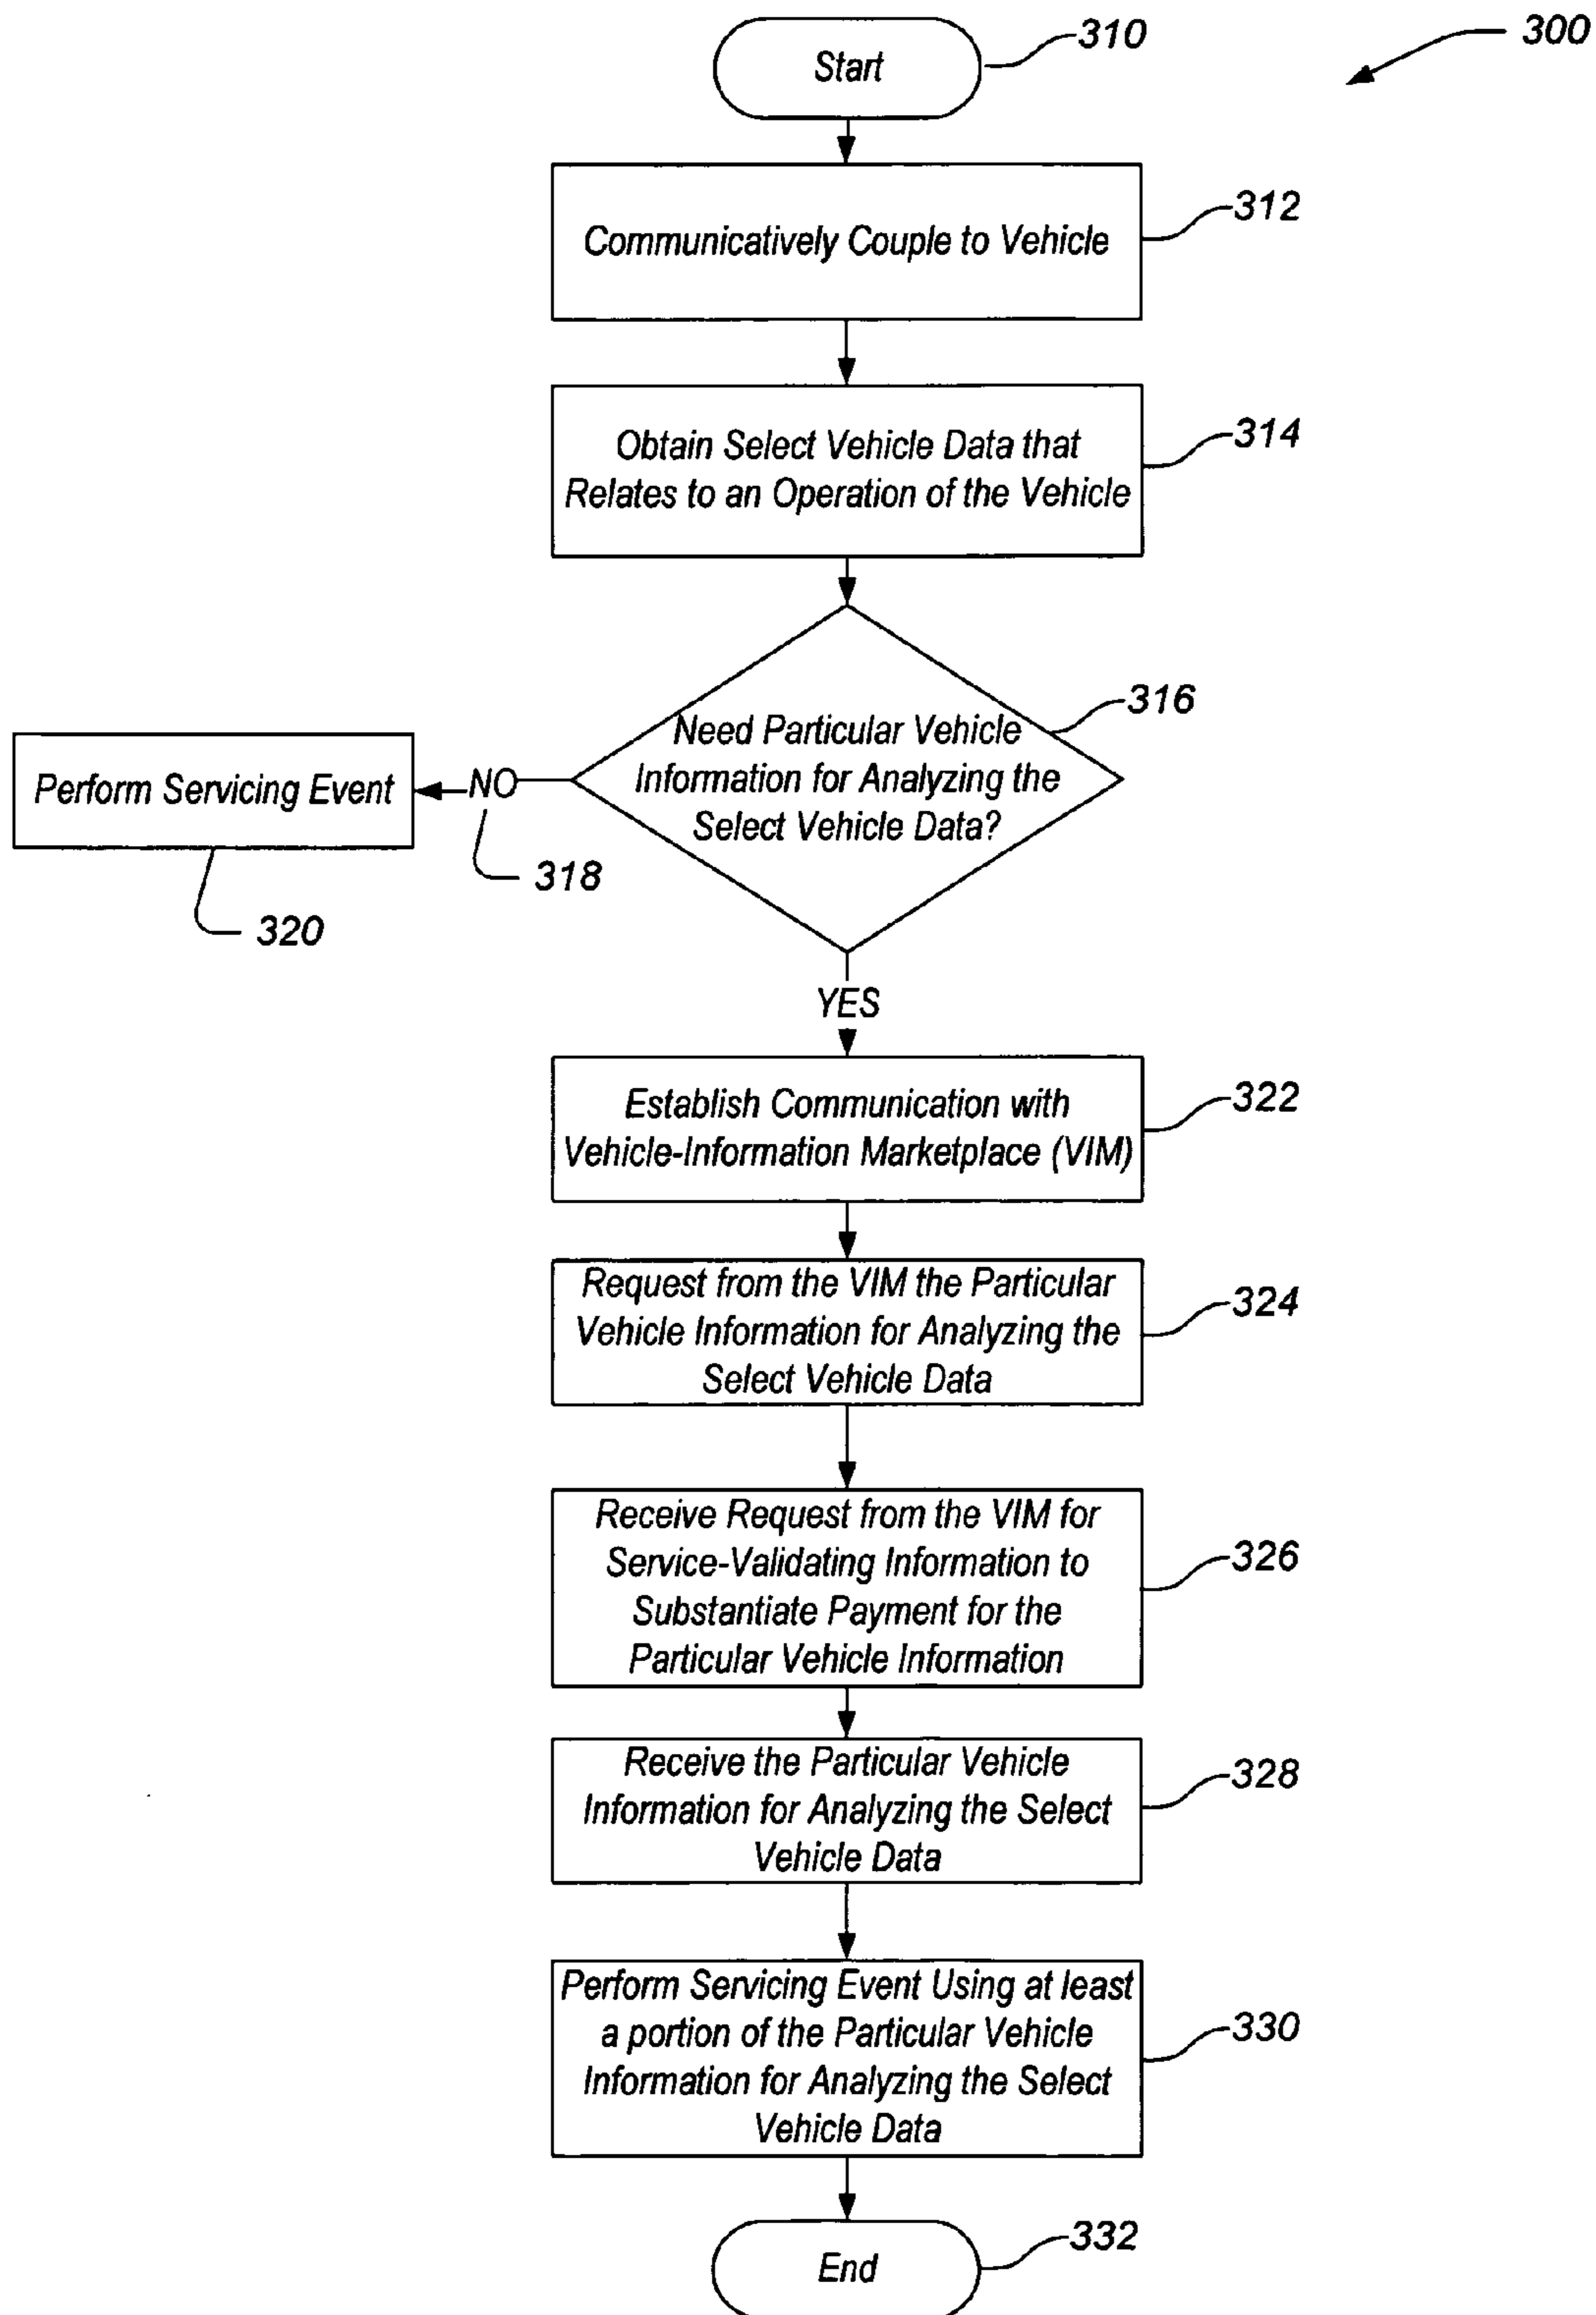 300
Start
310
Communicatively Couple to Vehicle
312
Obtain Select Vehicle Data that
Relates to an Operation of the Vehicle
314
Need Particular Vehicle
Information for Analyzing the
Select Vehicle Data?
316
NO
318
Perform Servicing Event
320
YES
Establish Communication with
Vehicle-Information Marketplace (VIM)
322
Request from the VIM the Particular
Vehicle Information for Analyzing the
Select Vehicle Data
324
Receive Request from the VIM for
Service-Validating Information to
Substantiate Payment for the
Particular Vehicle Information
326
Receive the Particular Vehicle
Information for Analyzing the Select
Vehicle Data
328
Perform Servicing Event Using at least
a portion of the Particular Vehicle
Information for Analyzing the Select
Vehicle Data
330
End
332